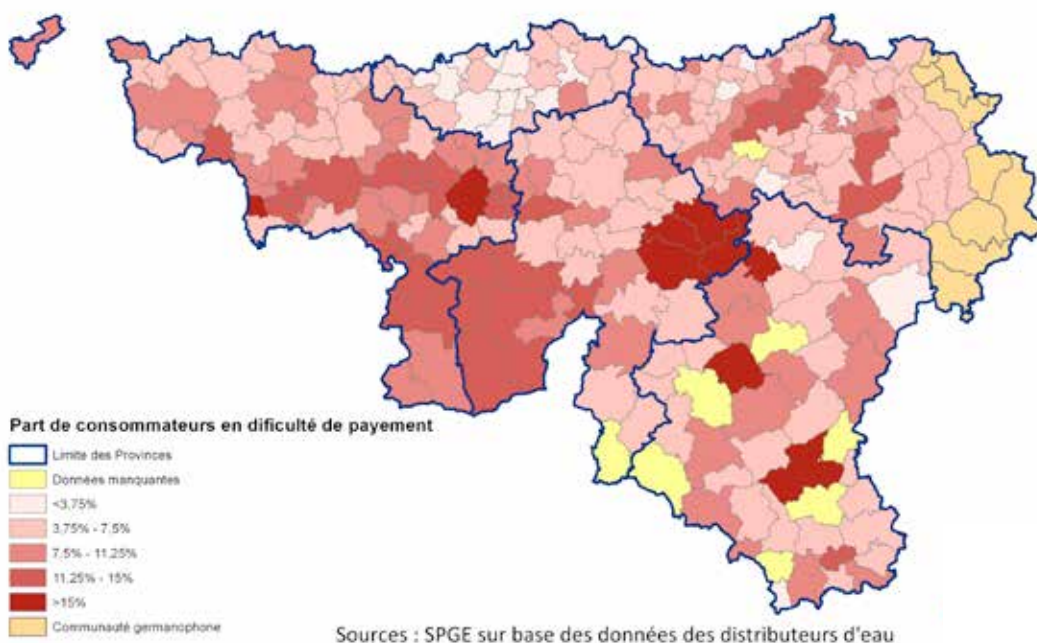 Part de consommateurs en dificulté de payement
Limite des Provinces
Données manquantes
<3,75%
3,75% - 7.5%
7.5% - 11.25%
11.25% - 15%
>15%
Communauté germanophone
Sources : SPGE sur base des données des distributeurs d'eau